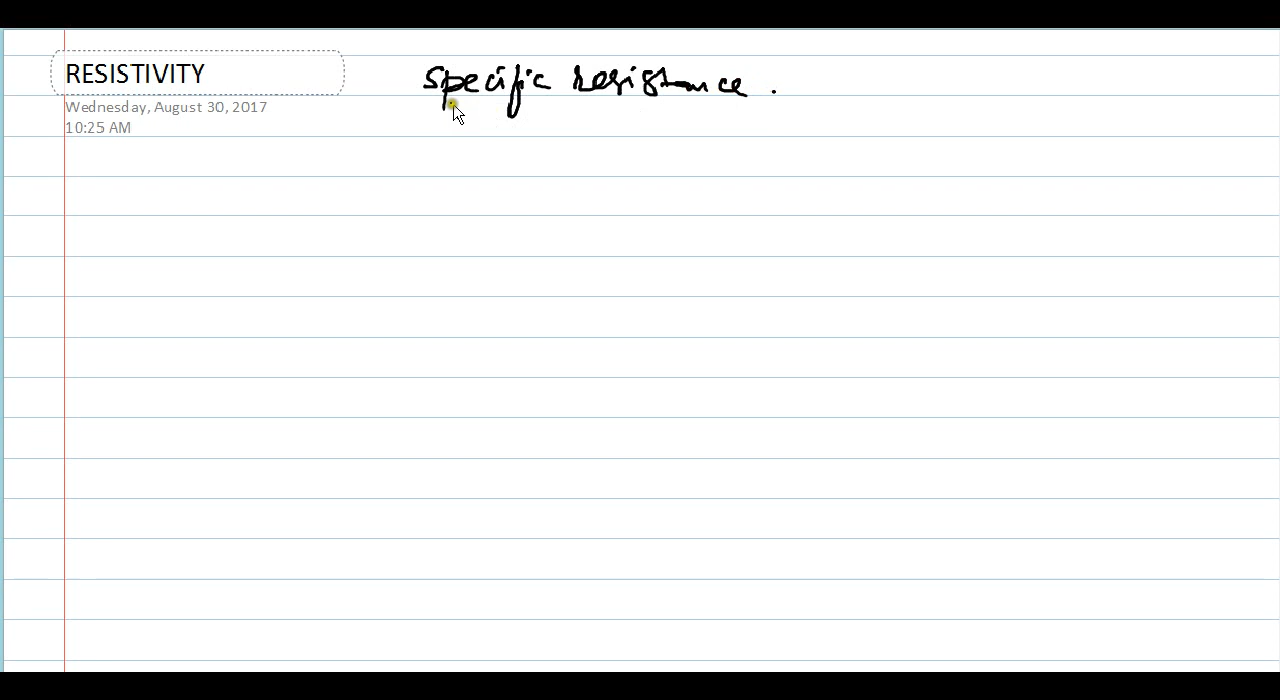 RESISTIVITY
specific resistance.
Wednesday, August 30, 2017
10:25 AM